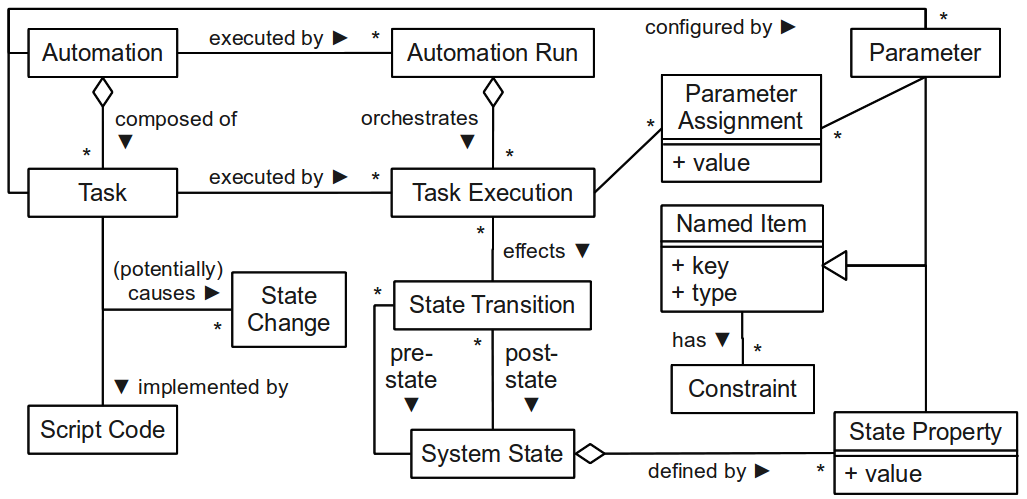 configured by ▶ *
Automation
executed by ▶ *
Automation Run
Parameter
Parameter
Assignment
+ value
*
*
composed of
▼
*
orchestrates
▼
*
Task
executed by ▶ *
Task Execution
Named Item
+ key
+ type
*
effects ▼
(potentially)
causes ▶
*
State
Change
*
State Transition
has ▼
*
pre-
state
▼
*
post-
state
▼
Constraint
▼ implemented by
Script Code
System State
defined by ▶ *
State Property
+ value